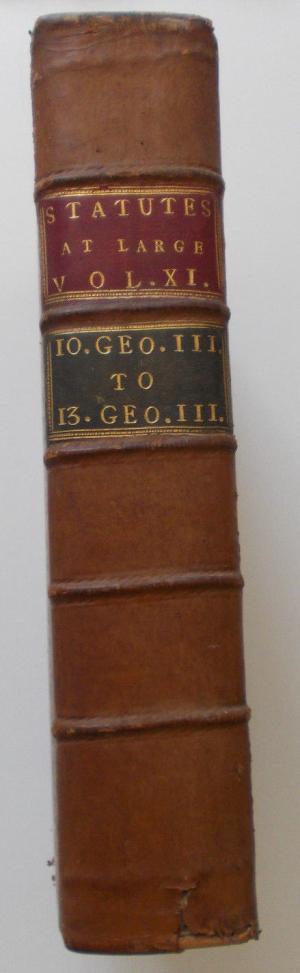 STATUTES
AT LARGE
VOL.XI.
10.GEO.III.
TO
13.GEO.III.